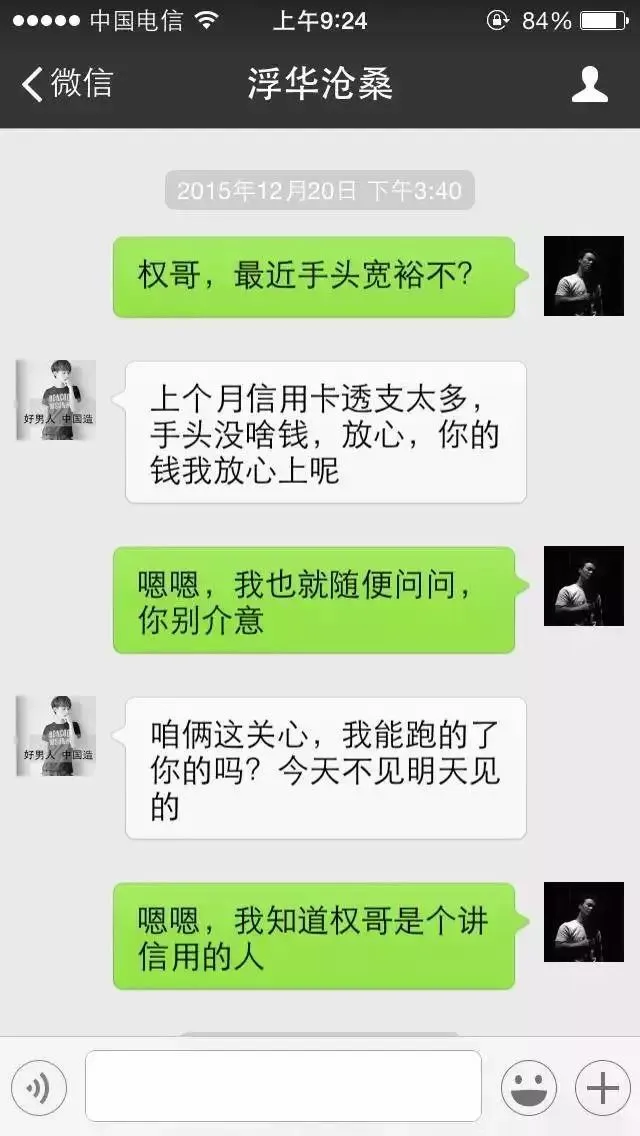 中国电信
上午9:24
84%
微信
浮华沧桑
2015年12月20日 下午3:40
权哥，最近手头宽裕不？
上个月信用卡透支太多，
手头没啥钱，放心，你的
钱我放心上呢
好男人 中国造
嗯嗯，我也就随便问问，
你别介意
咱俩这关心，我能跑的了
你的吗？今天不见明天见
的
好男人 中国造
嗯嗯，我知道权哥是个讲
信用的人